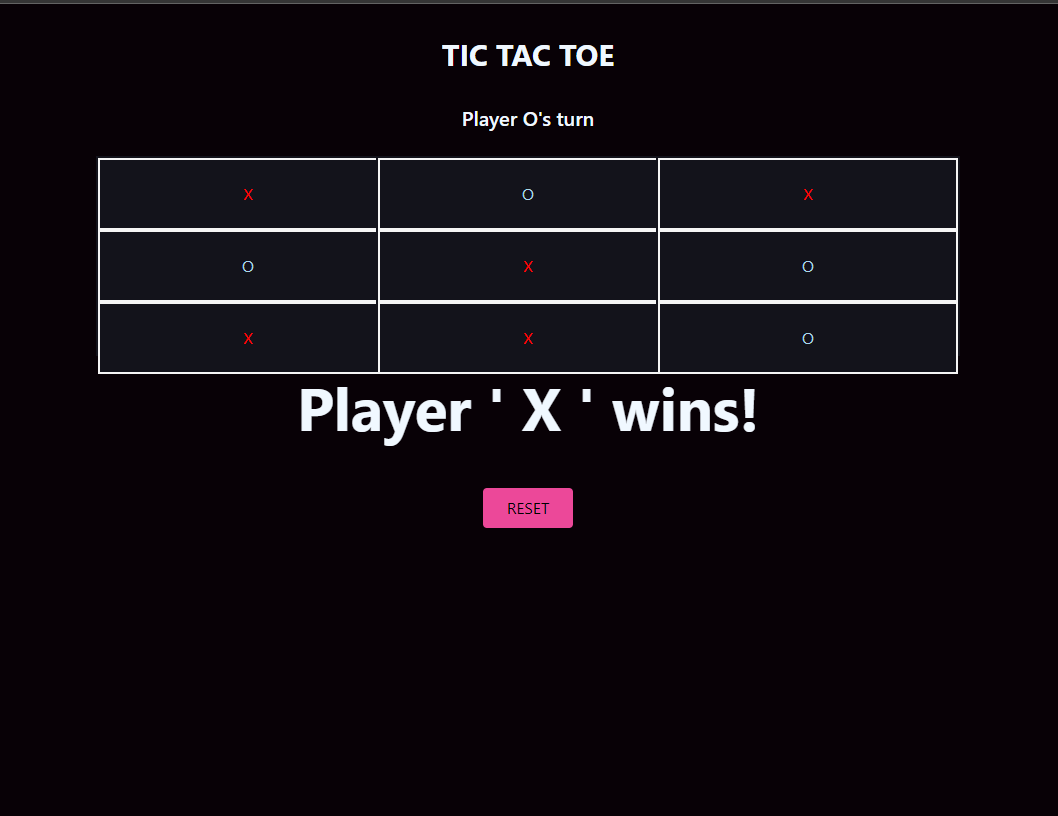 TIC TAC TOE
Player O's turn
X O X
O X O
X X O
Player ' X ' wins!
RESET